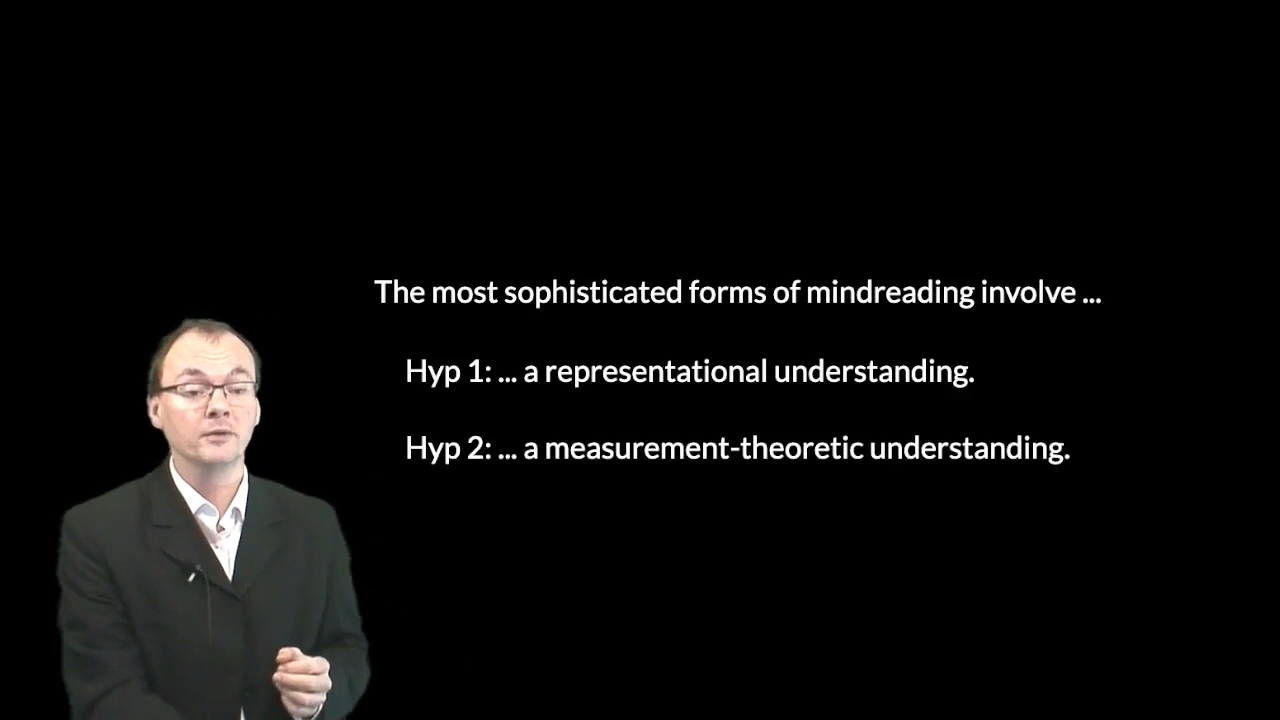 The most sophisticated forms of mindreading involve ...
Hyp 1: ... a representational understanding.
Hyp 2: ... a measurement-theoretic understanding.